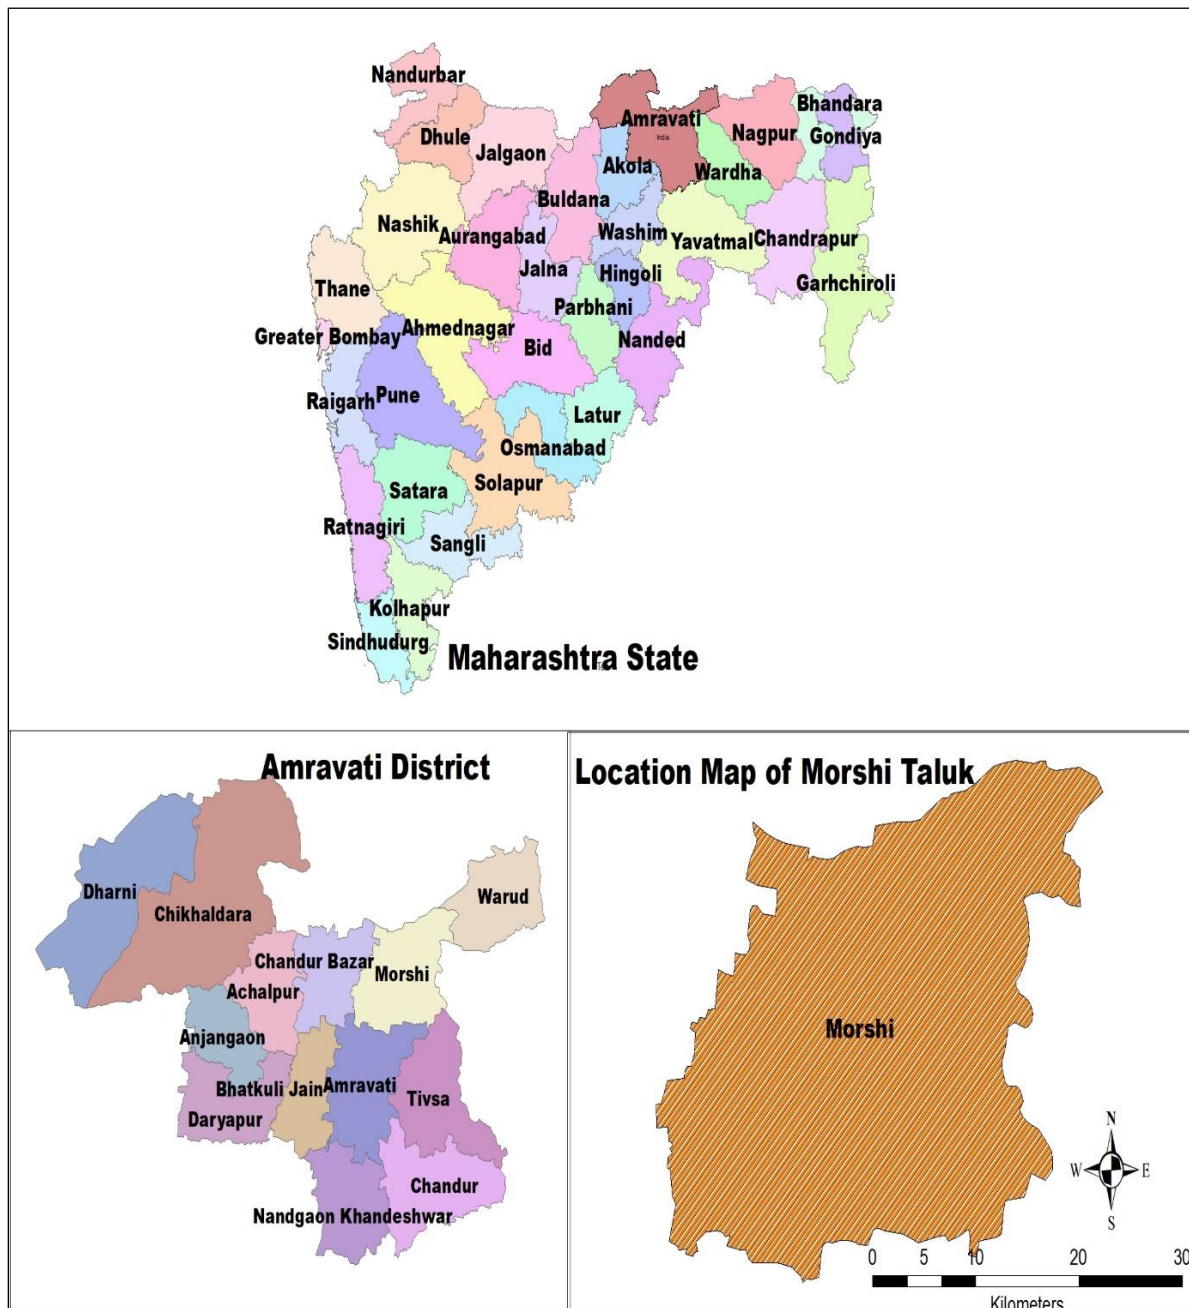 Nandurbar
Dhule
Jalgaon
Amravati
India
Nagpur
Bhandara
Gondiya
Akola
Wardha
Buldana
Nashik
Aurangabad
Washim
Yavatmal
Chandrapur
Jalna
Hingoli
Garhchiroli
Thane
Parbhani
Greater Bombay
Ahmednagar
Bid
Nanded
Raigarh
Pune
Latur
Osmanabad
Satara
Solapur
Ratnagiri
Sangli
Kolhapur
Sindhudurg
Maharashtra State
Amravati District
Dharni
Chikhaldara
Warud
Chandur Bazar
Morshi
Achalpur
Anjangaon
Bhatkuli
Jain
Amravati
Tivsa
Daryapur
Chandur
Nandgaon Khandeshwar
Location Map of Morshi Taluk
Morshi
N
W
E
S
0 5 10 20 30
Kilometers